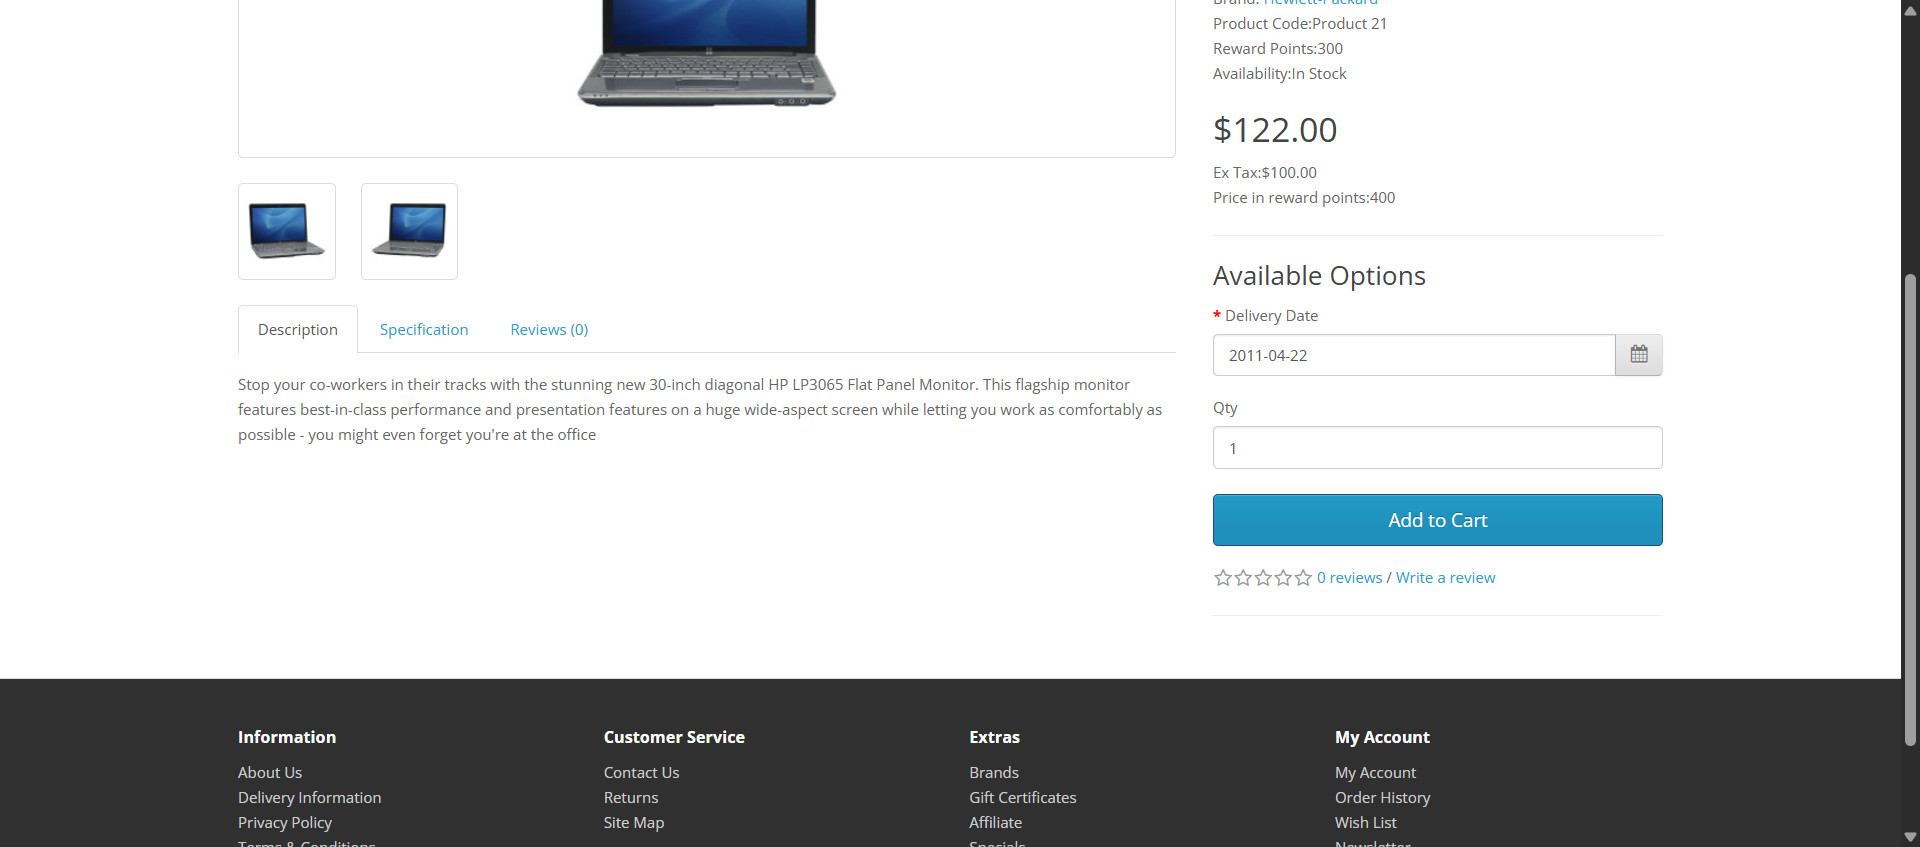 Brand: Hewlett-Packard
Product Code:Product 21
Reward Points:300
Availability:In Stock
$122.00
Ex Tax:$100.00
Price in reward points:400
Available Options
* Delivery Date
2011-04-22
Qty
1
Add to Cart
0 reviews / Write a review
Description
Specification
Reviews (0)
Stop your co-workers in their tracks with the stunning new 30-inch diagonal HP LP3065 Flat Panel Monitor. This flagship monitor
features best-in-class performance and presentation features on a huge wide-aspect screen while letting you work as comfortably as
possible - you might even forget you're at the office
Information
About Us
Delivery Information
Privacy Policy
Terms & Conditions
Customer Service
Contact Us
Returns
Site Map
Extras
Brands
Gift Certificates
Affiliate
Specials
My Account
My Account
Order History
Wish List
Newsletter